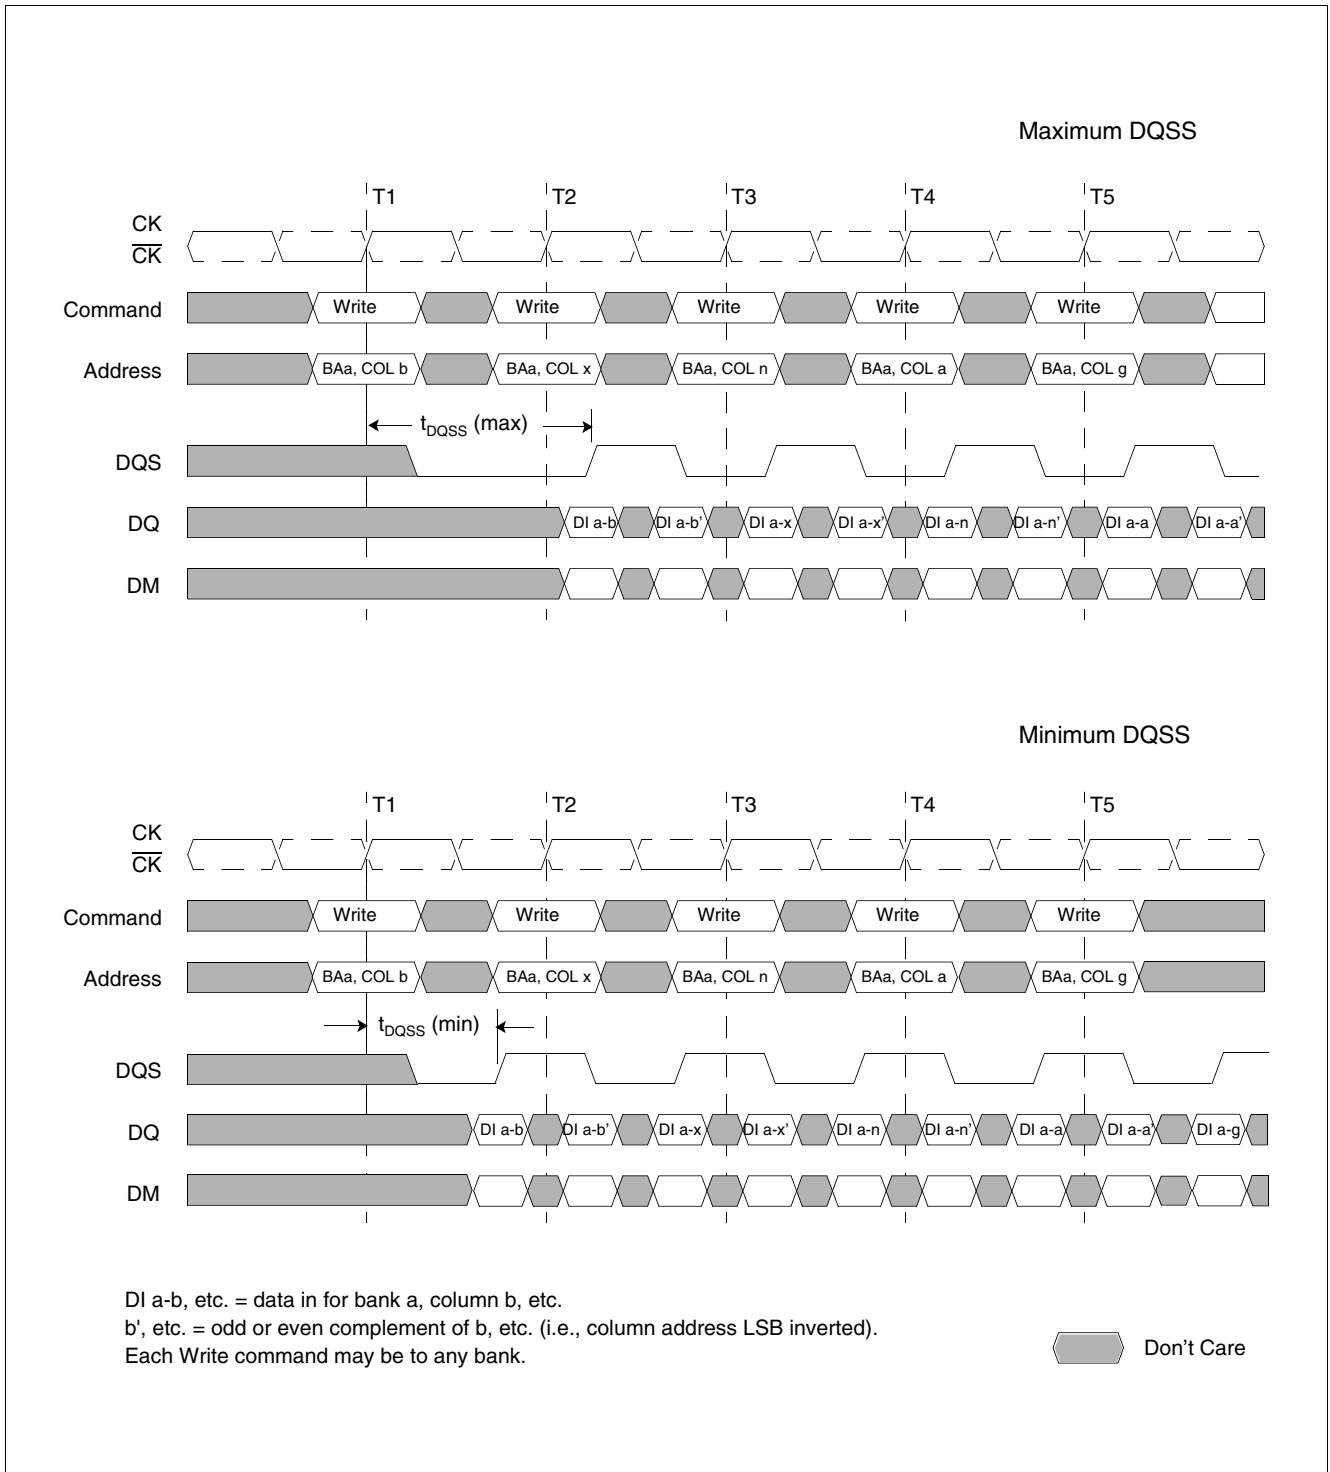 Maximum DQSS
T1 T2 T3 T4 T5
CK
CK
Command Write Write Write Write Write
Address BAa, COL b BAa, COL x BAa, COL n BAa, COL a BAa, COL g
tDQSS (max)
DQS
DQ DI a-b DI a-b' DI a-x DI a-x' DI a-n DI a-n' DI a-a DI a-a'
DM
Minimum DQSS
T1 T2 T3 T4 T5
CK
CK
Command Write Write Write Write Write
Address BAa, COL b BAa, COL x BAa, COL n BAa, COL a BAa, COL g
tDQSS (min)
DQS
DQ DI a-b DI a-b' DI a-x DI a-x' DI a-n DI a-n' DI a-a DI a-a' DI a-g
DM
DI a-b, etc. = data in for bank a, column b, etc.
b', etc. = odd or even complement of b, etc. (i.e., column address LSB inverted).
Each Write command may be to any bank.
Don't Care